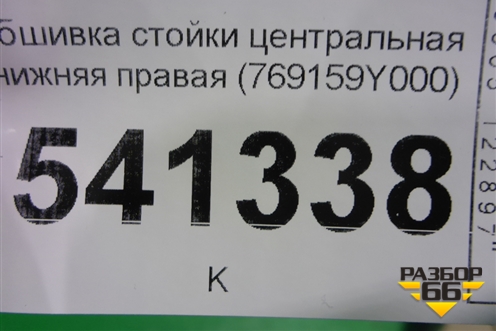 бшивка стойки центральная
нижняя правая (769159Y000)
541338
К
РАЗБОР
66